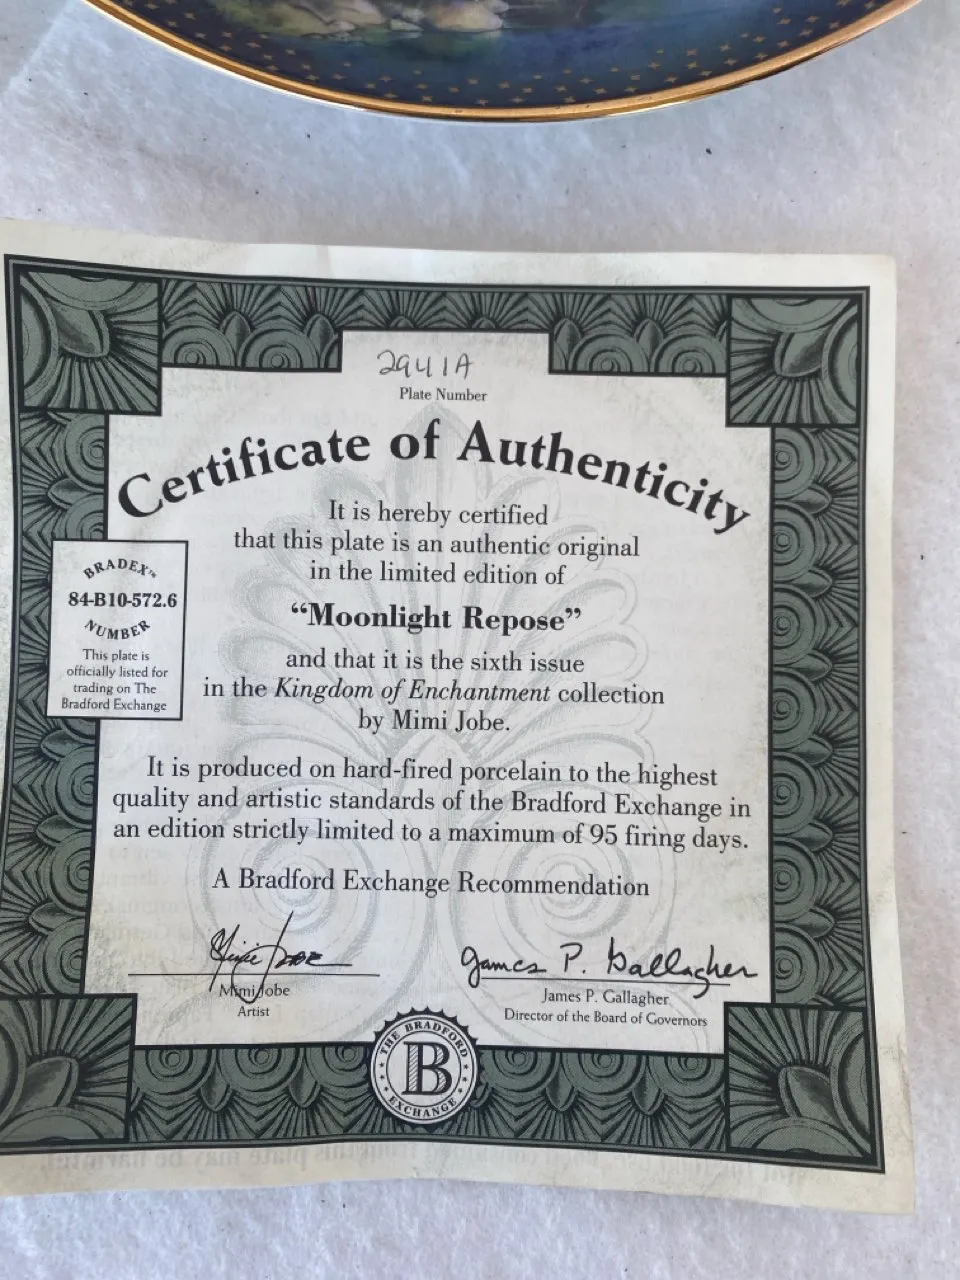 2941A
Plate Number
Certificate of Authenticity
It is hereby certified
that this plate is an authentic original
in the limited edition of
“Moonlight Repose”
and that it is the sixth issue
in the Kingdom of Enchantment collection
by Mimi Jobe.
BRADEX™
84-B10-572.6
NUMBER
This plate is
officially listed for
trading on The
Bradford Exchange
It is produced on hard-fired porcelain to the highest
quality and artistic standards of the Bradford Exchange in
an edition strictly limited to a maximum of 95 firing days.
A Bradford Exchange Recommendation
Mimi Jobe
Mimi Jobe
Artist
James P. Gallagher
James P. Gallagher
Director of the Board of Governors
THE BRADFORD
B
EXCHANGE